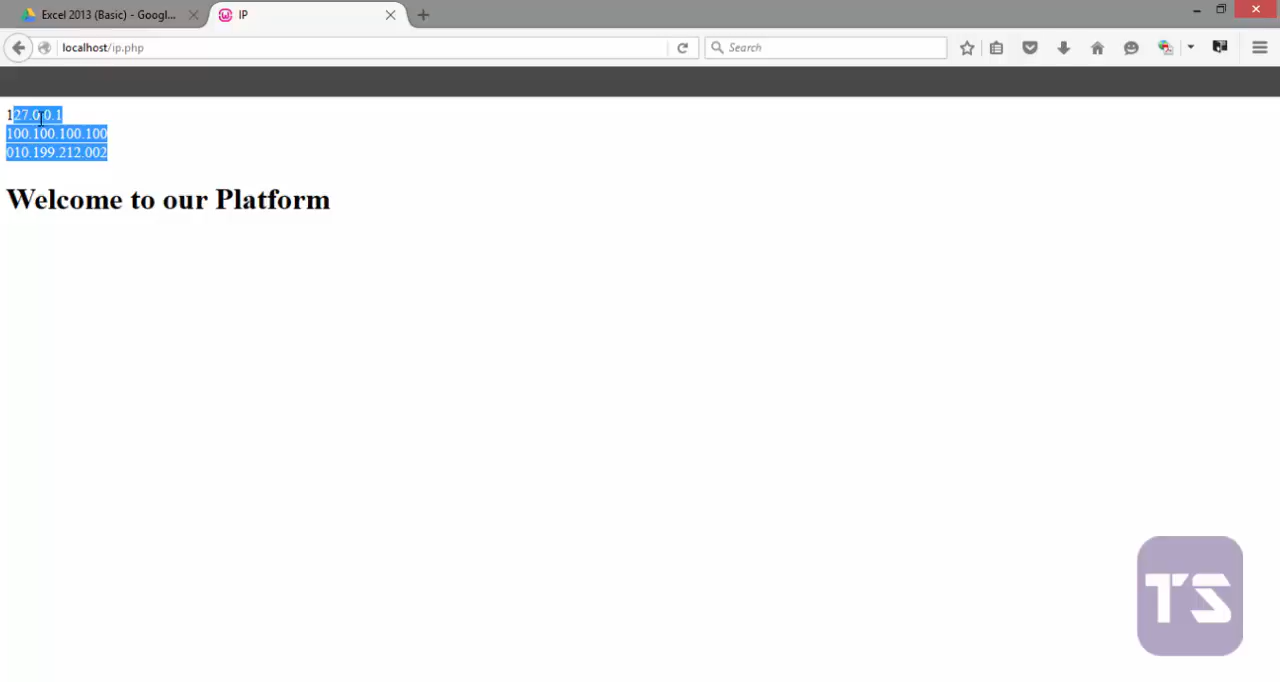 Excel 2013 (Basic) - Googl...
IP
localhost/ip.php
Search
127.0.0.1
100.100.100.100
010.199.212.002
Welcome to our Platform
TS